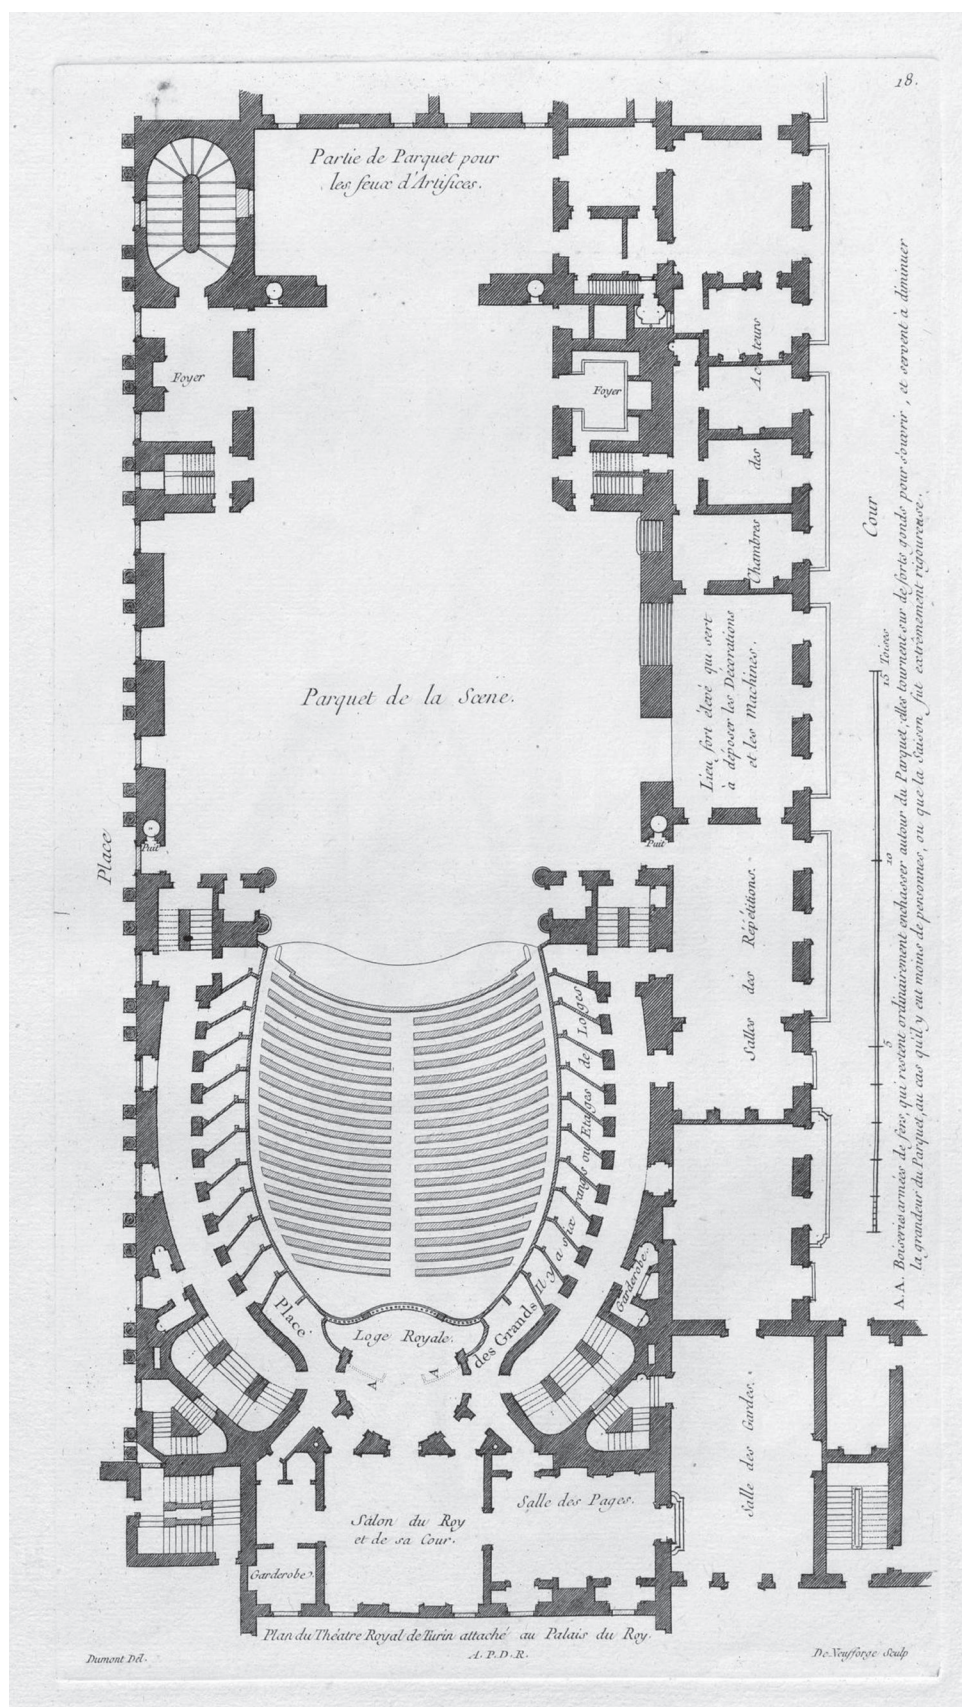 18.
Partie de Parquet pour
les feux d'Artifices.
Foyer
Foyer
Chambres des Acteurs
Cour
Parquet de la Scene.
Lieu fort élevé qui sert
à déposer les Décorations
et les Machines.
Place
Puit
Puit
Salles des Répétitions.
15 Toises
10
5
A.A. Boiseries armées de fers, qui restent ordinairement enchasser autour du Parquet, elles tournent sur de forts gonds pour s'ouvrir, et servent à diminuer
la grandeur du Parquet, au cas qu'il y eut moins de personnes, ou que la Saison fut extrêmement rigoureuse.
Il y a six rangs ou Etages de Loges
Place
des Grands
Loge Royale.
A
A
Garderobe.
Salle des Gardes.
Salle des Pages.
Salon du Roy
et de sa Cour.
Garderobe
Plan du Théatre Royal de Turin attaché au Palais du Roy.
Dumont Dél.
A.P.D.R.
De Neufforge Sculp